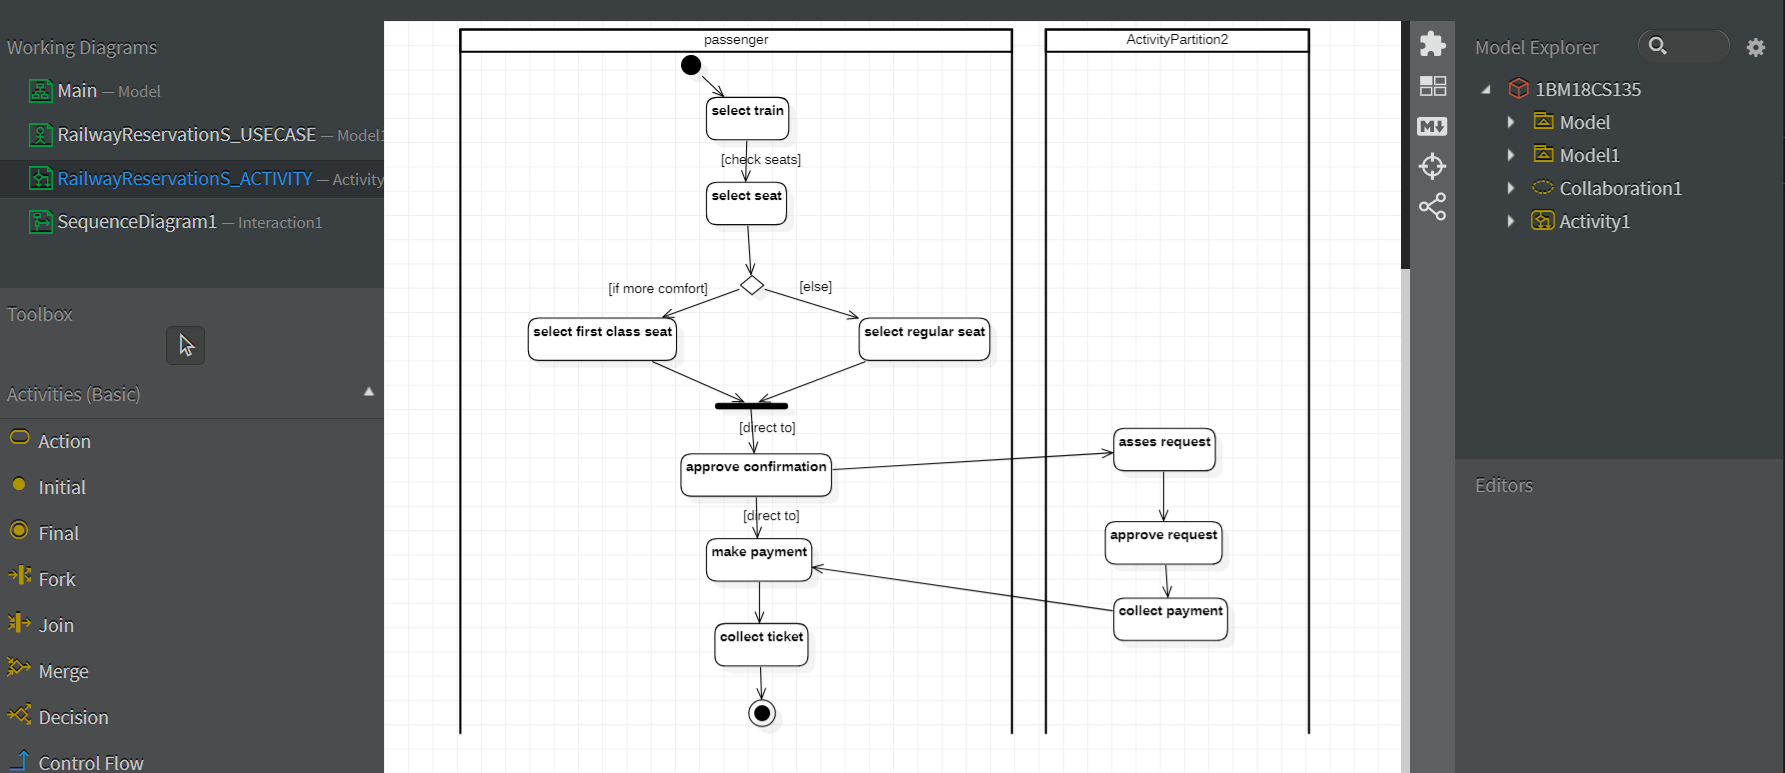 Working Diagrams
Main — Model
RailwayReservationS_USECASE — Model1
RailwayReservationS_ACTIVITY — Activity
SequenceDiagram1 — Interaction1
Toolbox
Activities (Basic)
Action
Initial
Final
Fork
Join
Merge
Decision
Control Flow
passenger
select train
[check seats]
select seat
[if more comfort]
[else]
select first class seat
select regular seat
[direct to]
approve confirmation
[direct to]
make payment
collect ticket
ActivityPartition2
asses request
approve request
collect payment
M
Model Explorer
1BM18CS135
Model
Model1
Collaboration1
Activity1
Editors